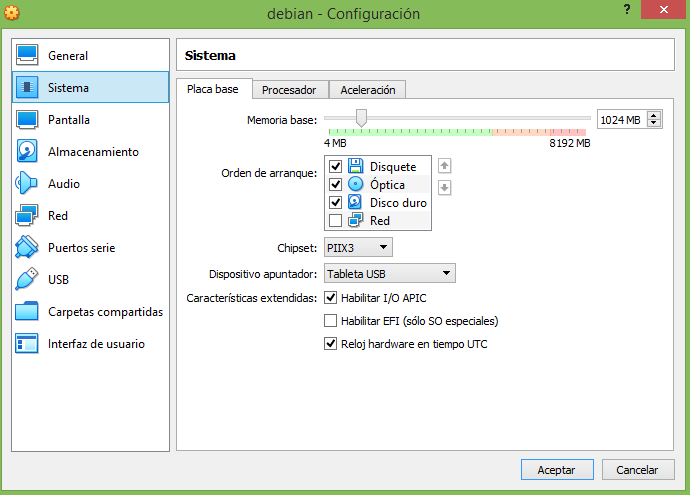 debian - Configuración
?
General
Sistema
Pantalla
Almacenamiento
Audio
Red
Puertos serie
USB
Carpetas compartidas
Interfaz de usuario
Sistema
Placa base Procesador Aceleración
Memoria base: 1024 MB
4 MB 8192 MB
Orden de arranque: Disquete
Óptica
Disco duro
Red
Chipset: PIIX3
Dispositivo apuntador: Tableta USB
Características extendidas: Habilitar I/O APIC
Habilitar EFI (sólo SO especiales)
Reloj hardware en tiempo UTC
Aceptar Cancelar